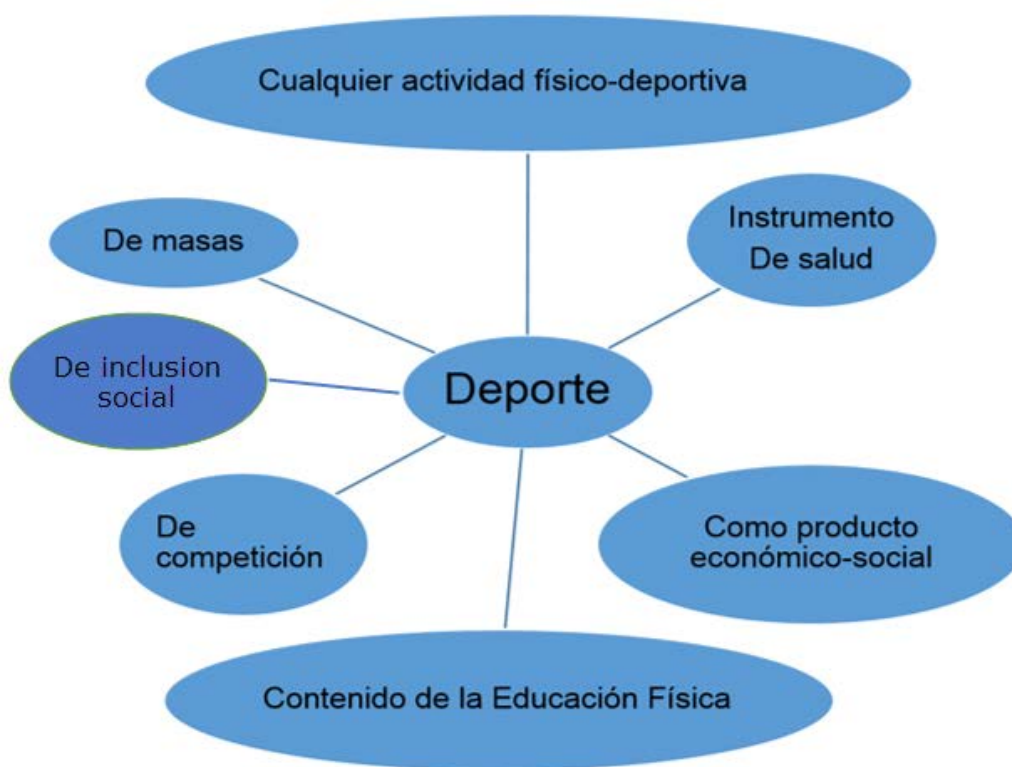 Cualquier actividad físico-deportiva
De masas
Instrumento
De salud
De inclusion
social
Deporte
De
competición
Como producto
económico-social
Contenido de la Educación Física